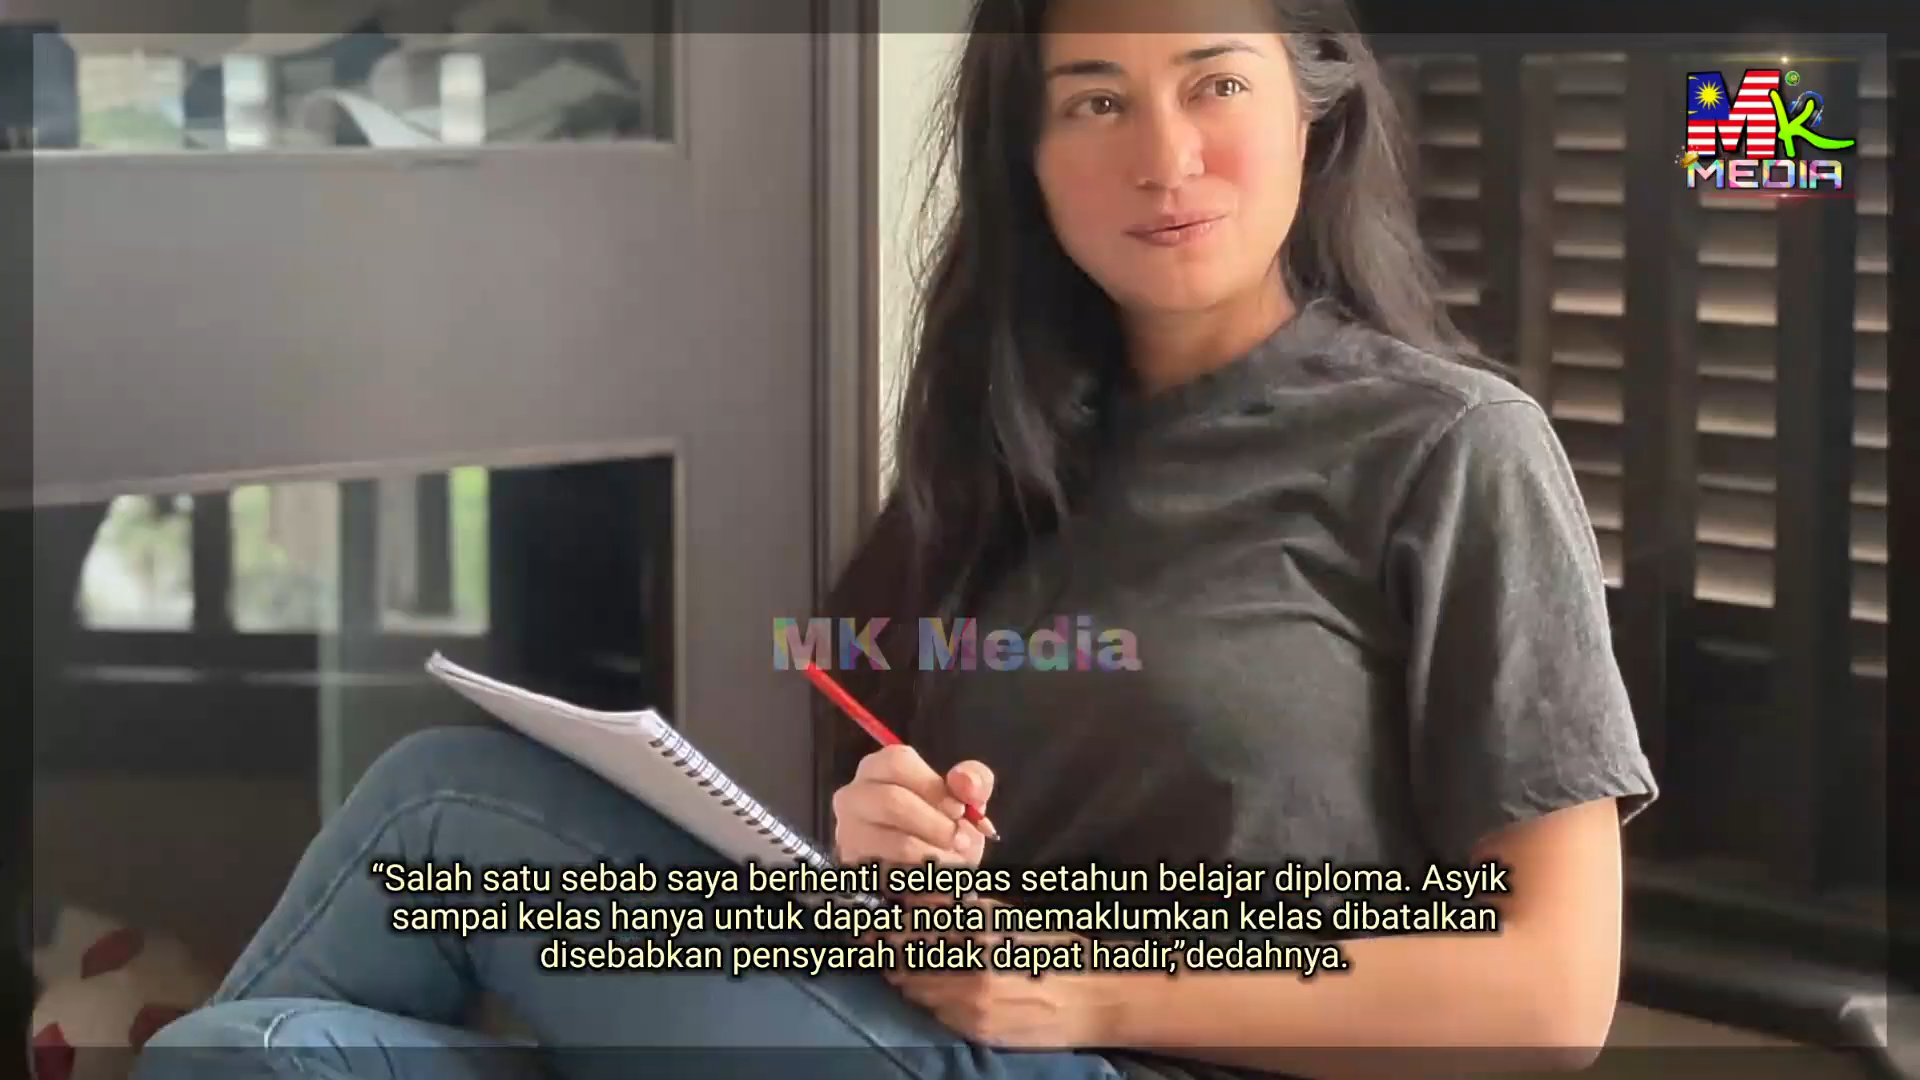 MK
MEDIA
MK Media
“Salah satu sebab saya berhenti selepas setahun belajar diploma. Asyik
sampai kelas hanya untuk dapat nota memaklumkan kelas dibatalkan
disebabkan pensyarah tidak dapat hadir,”dedahnya.